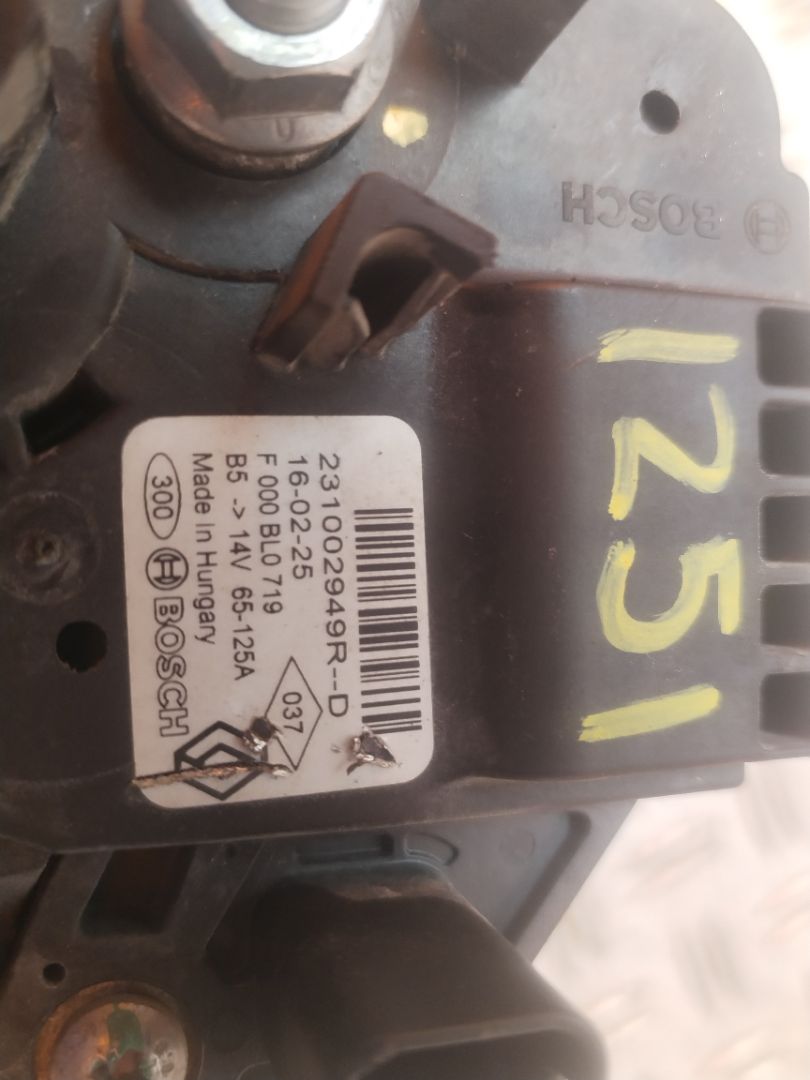 231002949R--D
16-02-25
F 000 BL0 719
B5 -> 14V 65-125A
Made in Hungary
300 BOSCH
037
BOSCH
1251
U